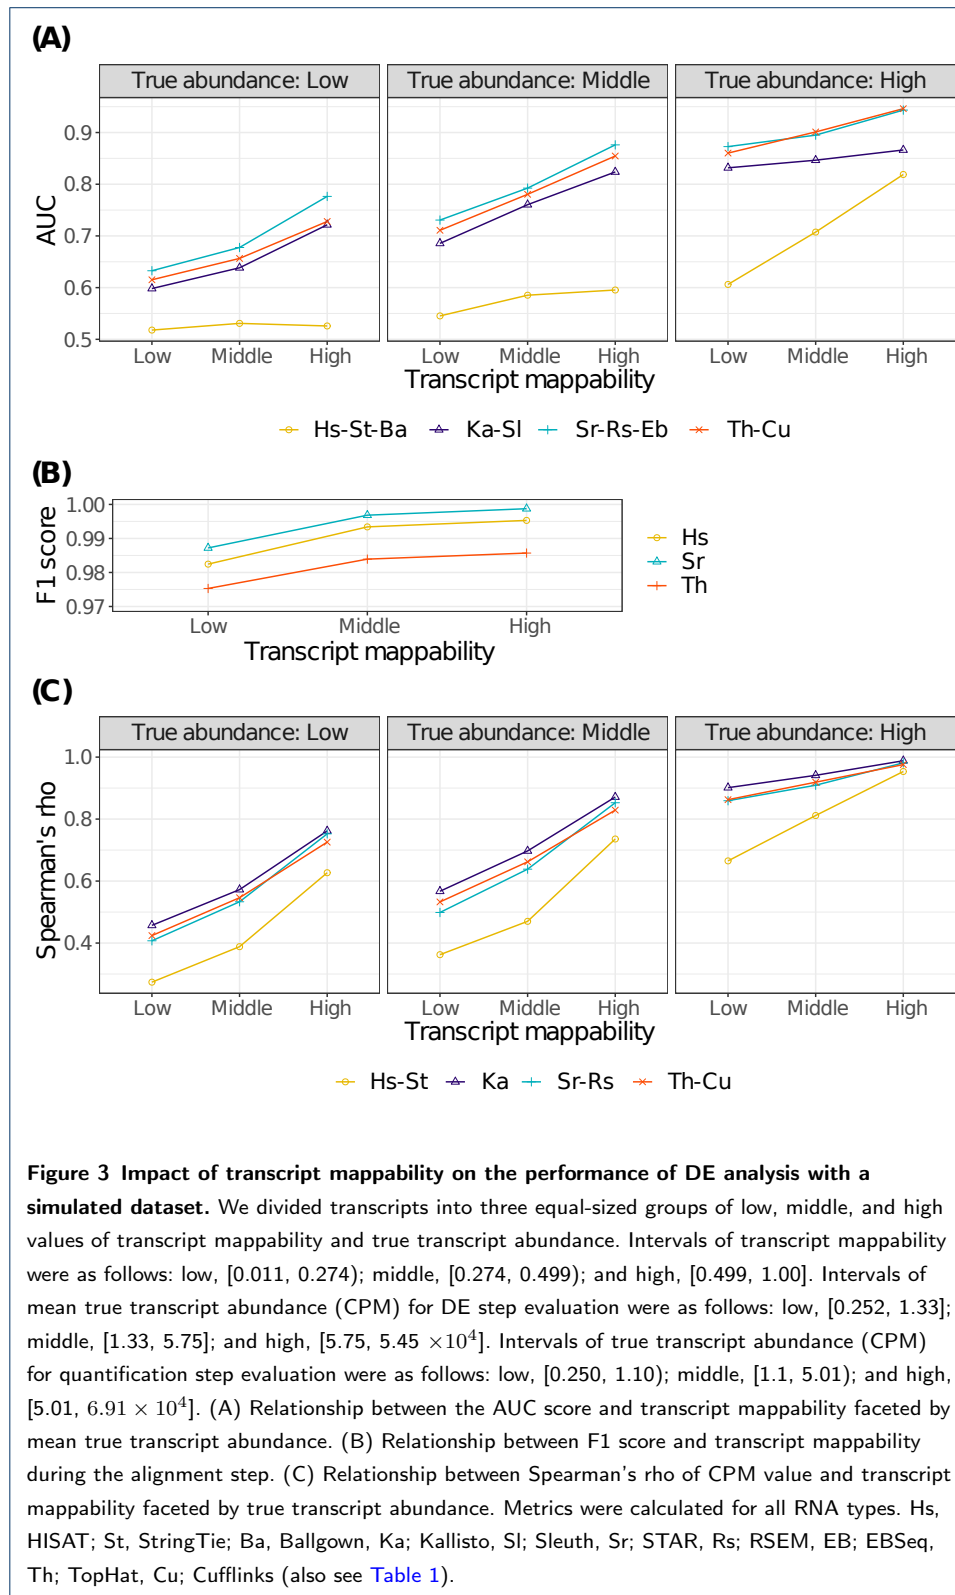 (A)
True abundance: Low
True abundance: Middle
True abundance: High
0.9
0.8
0.7
0.6
0.5
AUC
Low Middle High
Low Middle High
Low Middle High
Transcript mappability
Hs-St-Ba Ka-Sl Sr-Rs-Eb Th-Cu
(B)
1.00
0.99
0.98
0.97
F1 score
Low Middle High
Transcript mappability
Hs
Sr
Th
(C)
True abundance: Low
True abundance: Middle
True abundance: High
1.0
0.8
0.6
0.4
Spearman's rho
Low Middle High
Low Middle High
Low Middle High
Transcript mappability
Hs-St Ka Sr-Rs Th-Cu
Figure 3 Impact of transcript mappability on the performance of DE analysis with a
simulated dataset. We divided transcripts into three equal-sized groups of low, middle, and high
values of transcript mappability and true transcript abundance. Intervals of transcript mappability
were as follows: low, [0.011, 0.274); middle, [0.274, 0.499); and high, [0.499, 1.00]. Intervals of
mean true transcript abundance (CPM) for DE step evaluation were as follows: low, [0.252, 1.33];
middle, [1.33, 5.75]; and high, [5.75, 5.45 ×10⁴]. Intervals of true transcript abundance (CPM)
for quantification step evaluation were as follows: low, [0.250, 1.10); middle, [1.1, 5.01); and high,
[5.01, 6.91 × 10⁴]. (A) Relationship between the AUC score and transcript mappability faceted by
mean true transcript abundance. (B) Relationship between F1 score and transcript mappability
during the alignment step. (C) Relationship between Spearman's rho of CPM value and transcript
mappability faceted by true transcript abundance. Metrics were calculated for all RNA types. Hs,
HISAT; St, StringTie; Ba, Ballgown, Ka; Kallisto, Sl; Sleuth, Sr; STAR, Rs; RSEM, EB; EBSeq,
Th; TopHat, Cu; Cufflinks (also see Table 1).